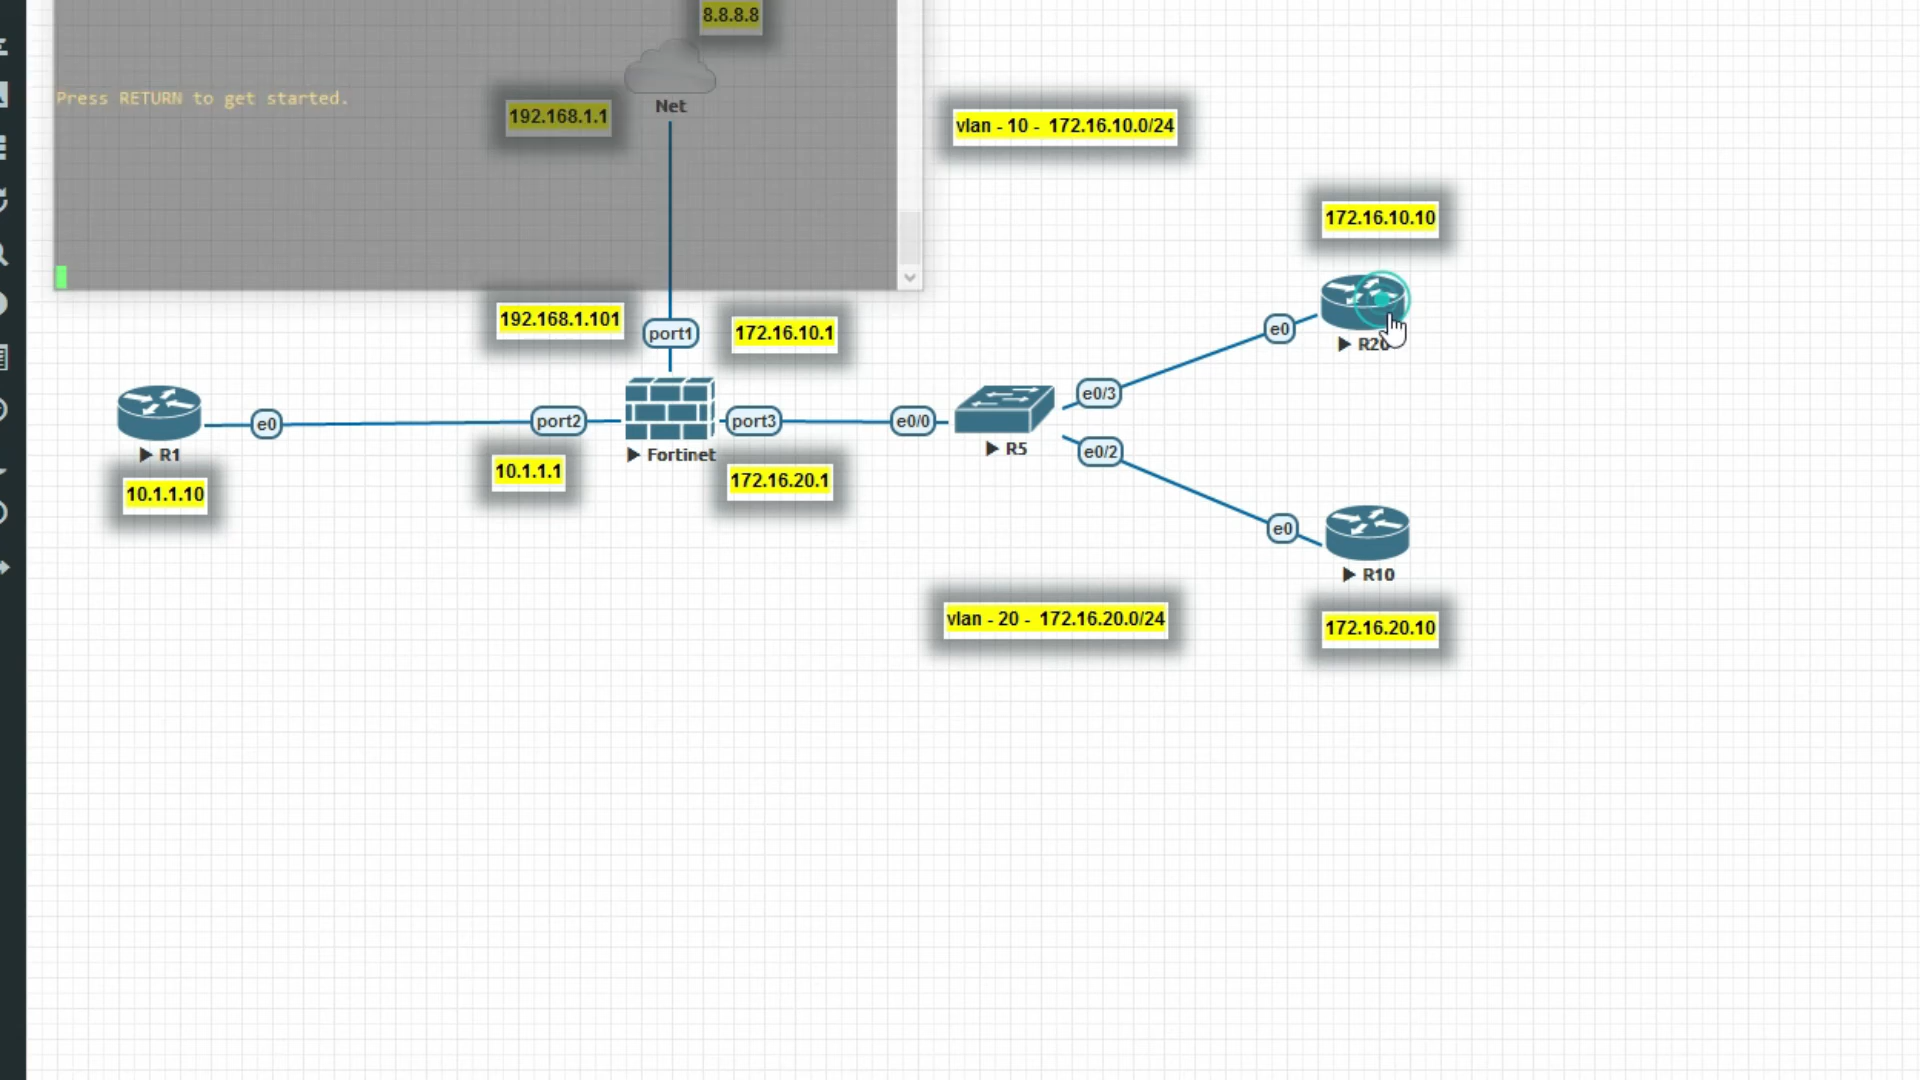 8.8.8.8
Press RETURN to get started.
Net
192.168.1.1
vlan - 10 - 172.16.10.0/24
172.16.10.10
192.168.1.101
port1
172.16.10.1
e0
R20
e0/3
R1
e0
port2
port3
e0/0
Fortinet
R5
e0/2
10.1.1.10
10.1.1.1
172.16.20.1
e0
R10
vlan - 20 - 172.16.20.0/24
172.16.20.10